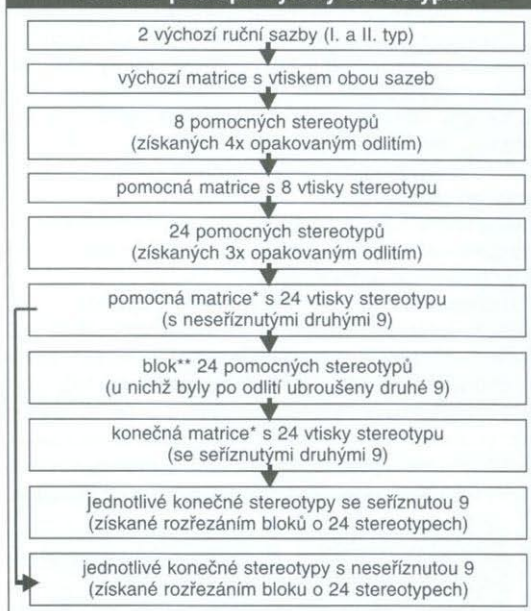 2 výchozí ruční sazby (I. a II. typ)
výchozí matrice s vtiskem obou sazeb
8 pomocných stereotypů
(získaných 4x opakovaným odlitím)
pomocná matrice s 8 vtisky stereotypu
24 pomocných stereotypů
(získaných 3x opakovaným odlitím)
pomocná matrice* s 24 vtisky stereotypu
(s neseříznutými druhými 9)
blok** 24 pomocných stereotypů
(u nichž byly po odlití ubroušeny druhé 9)
konečná matrice* s 24 vtisky stereotypu
(se seříznutými druhými 9)
jednotlivé konečné stereotypy se seříznutou 9
(získané rozřezáním bloků o 24 stereotypech)
jednotlivé konečné stereotypy s neseříznutou 9
(získané rozřezáním bloku o 24 stereotypech)